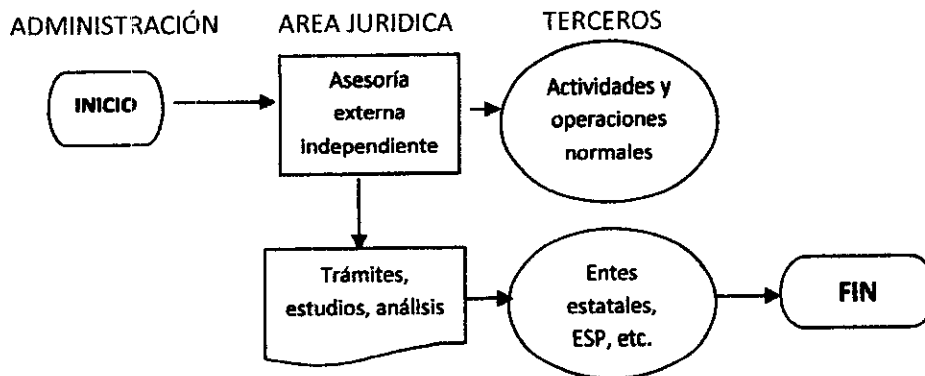 ADMINISTRACIÓN
AREA JURIDICA
TERCEROS
INICIO
Asesoría
externa
independiente
Actividades y
operaciones
normales
Trámites,
estudios, análisis
Entes
estatales,
ESP, etc.
FIN